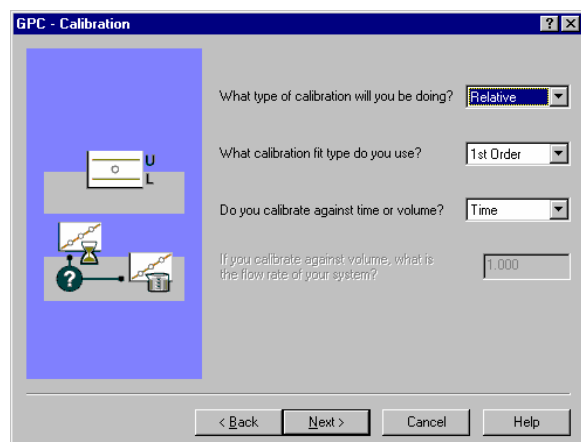 GPC - Calibration
What type of calibration will you be doing?
Relative
U
L
What calibration fit type do you use?
1st Order
Do you calibrate against time or volume?
Time
?
If you calibrate against volume, what is
the flow rate of your system?
1.000
< Back
Next >
Cancel
Help